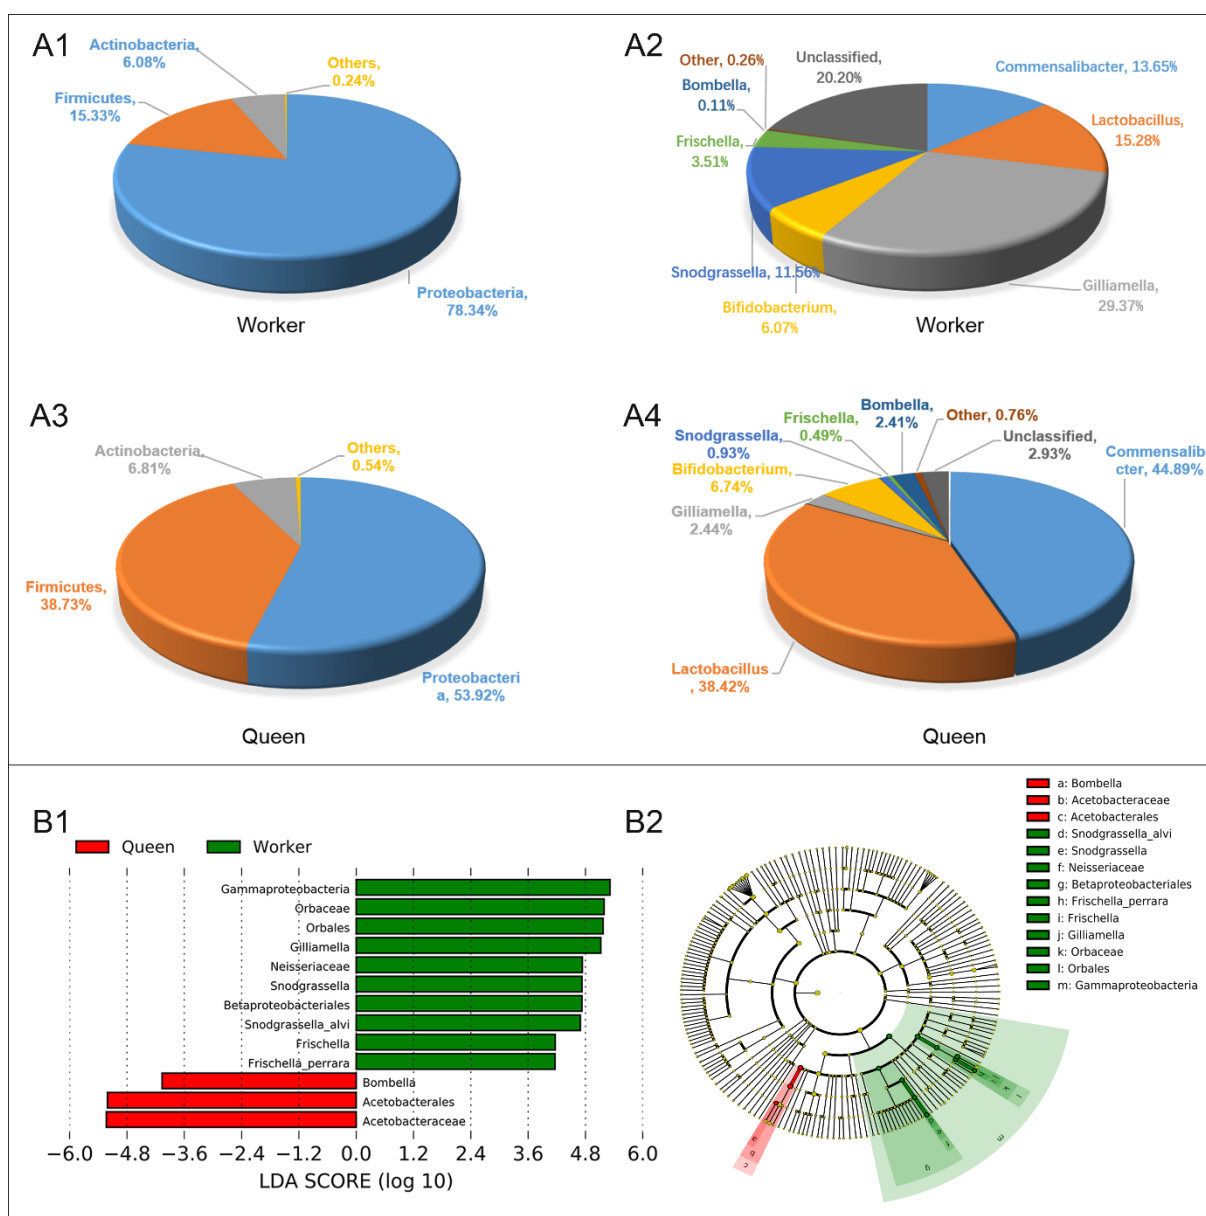 A1
Actinobacteria,
6.08%
Others,
0.24%
Firmicutes,
15.33%
Proteobacteria,
78.34%
Worker
A2
Other, 0.26%
Unclassified,
20.20%
Commensalibacter, 13.65%
Bombella,
0.11%
Lactobacillus,
15.28%
Frischella,
3.51%
Snodgrassella, 11.56%
Bifidobacterium,
6.07%
Gilliamella,
29.37%
Worker
A3
Actinobacteria,
6.81%
Others,
0.54%
Firmicutes,
38.73%
Proteobacteri
a, 53.92%
Queen
A4
Bombella,
2.41%
Other, 0.76%
Frischella,
0.49%
Unclassified,
2.93%
Snodgrassella,
0.93%
Commensalib
cter, 44.89%
Bifidobacterium,
6.74%
Gilliamella,
2.44%
Lactobacillus
, 38.42%
Queen
B1
Queen
Worker
Gammaproteobacteria
Orbaceae
Orbales
Gilliamella
Neisseriaceae
Snodgrassella
Betaproteobacteriales
Snodgrassella_alvi
Frischella
Frischella_perrara
Bombella
Acetobacterales
Acetobacteraceae
−6.0 −4.8 −3.6 −2.4 −1.2 0.0 1.2 2.4 3.6 4.8 6.0
LDA SCORE (log 10)
B2
a: Bombella
b: Acetobacteraceae
c: Acetobacterales
d: Snodgrassella_alvi
e: Snodgrassella
f: Neisseriaceae
g: Betaproteobacteriales
h: Frischella_perrara
i: Frischella
j: Gilliamella
k: Orbaceae
l: Orbales
m: Gammaproteobacteria
a
b
c
g
k
l
m